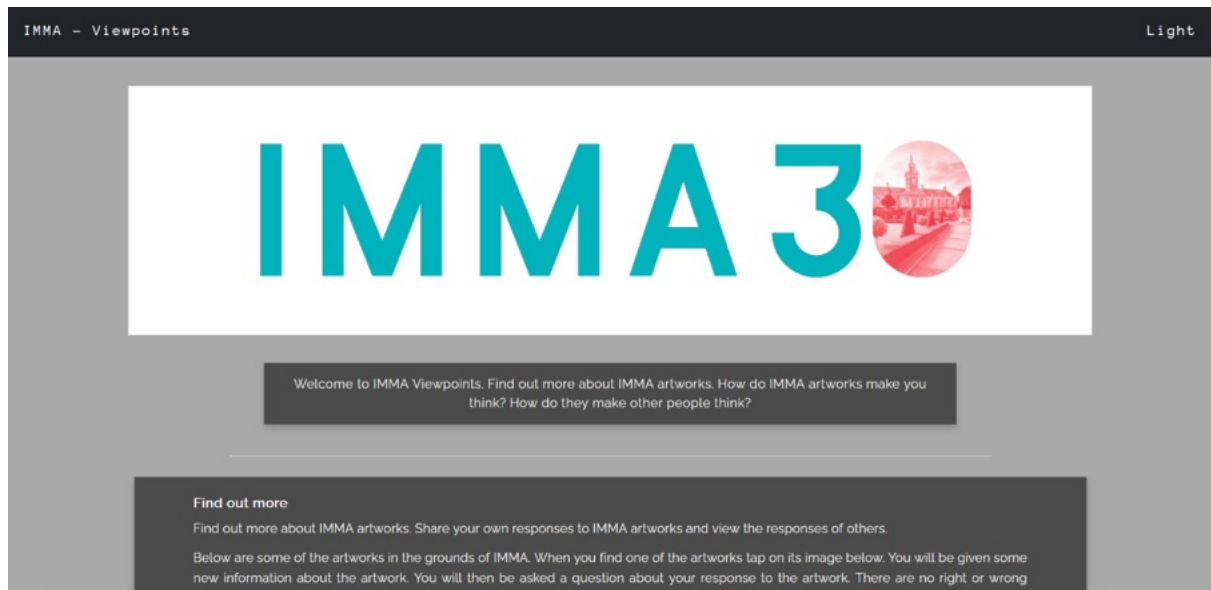 IMMA - Viewpoints
Light
IMMA 30
Welcome to IMMA Viewpoints. Find out more about IMMA artworks. How do IMMA artworks make you
think? How do they make other people think?
Find out more
Find out more about IMMA artworks. Share your own responses to IMMA artworks and view the responses of others.
Below are some of the artworks in the grounds of IMMA. When you find one of the artworks tap on its image below. You will be given some
new information about the artwork. You will then be asked a question about your response to the artwork. There are no right or wrong